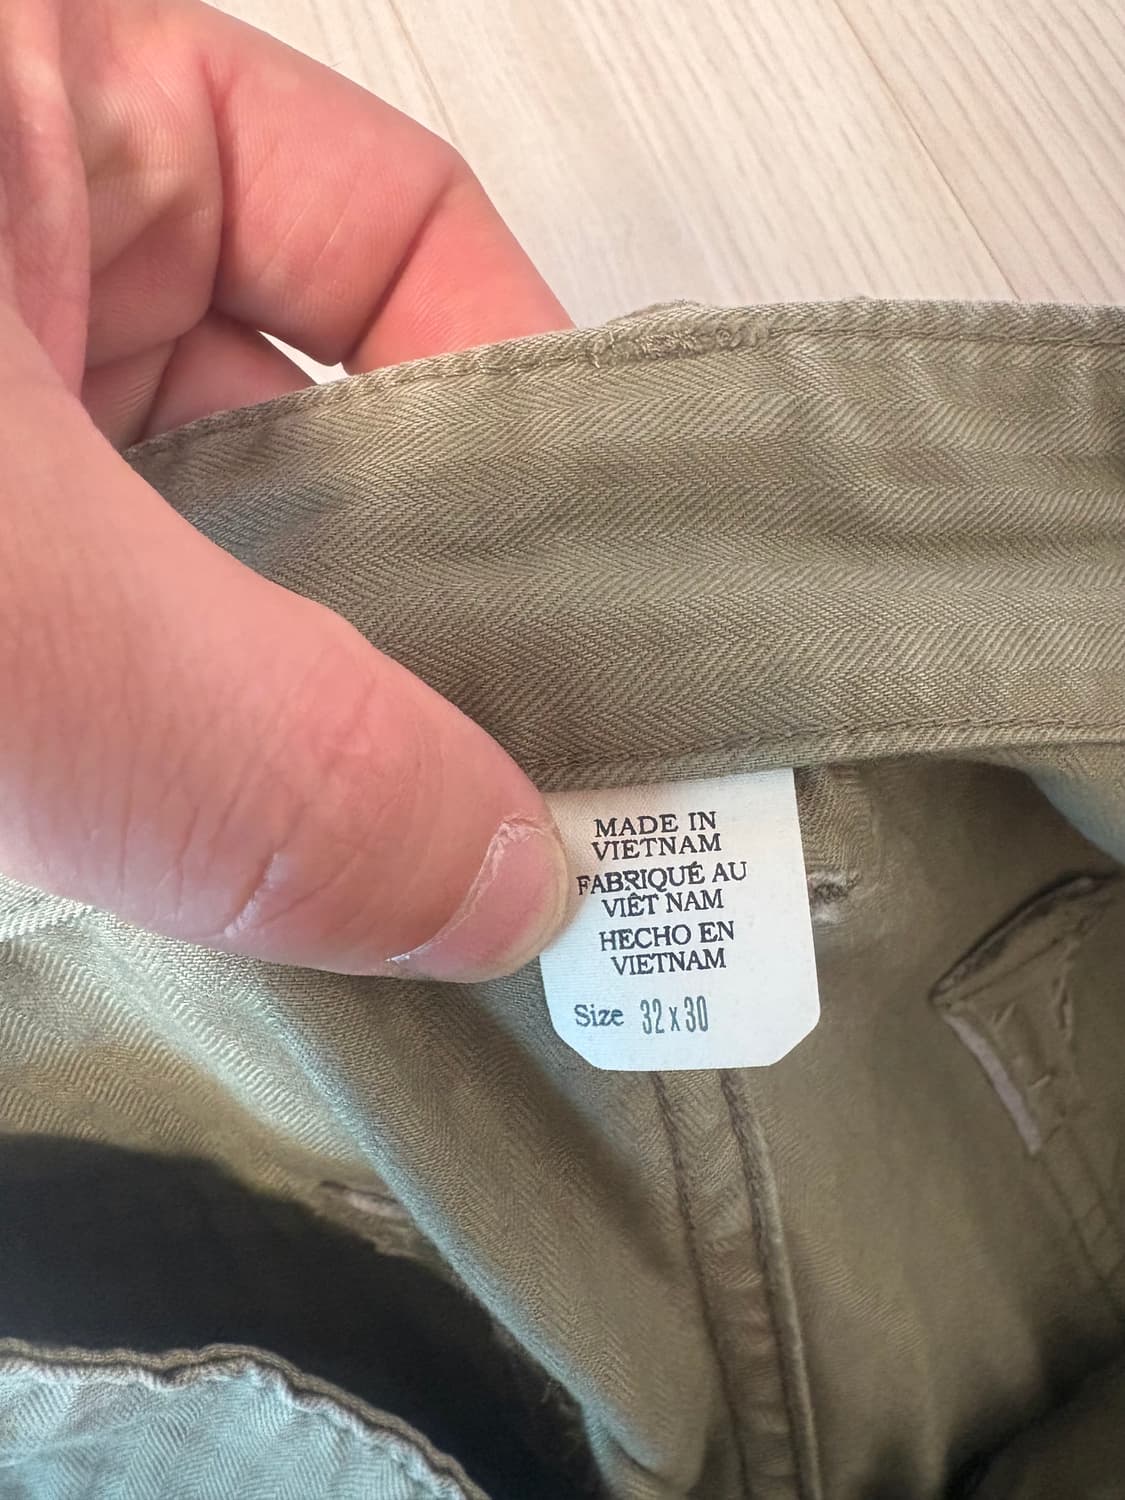 MADE IN
VIETNAM
FABRIQUÉ AU
VIÊT NAM
HECHO EN
VIETNAM
Size 32 x 30